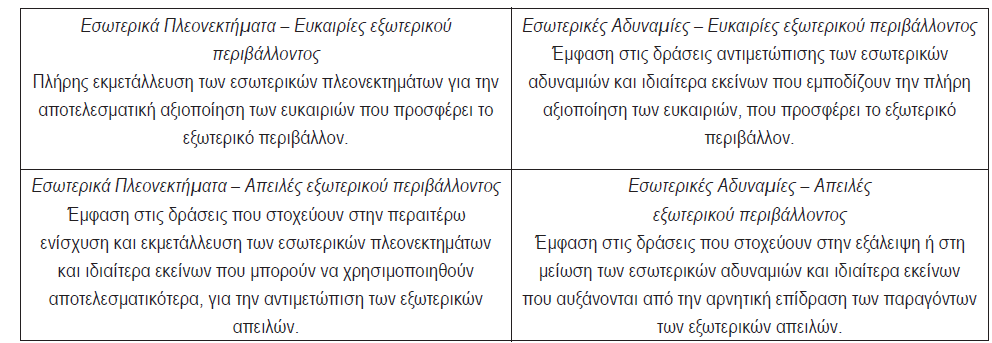 Εσωτερικά Πλεονεκτήματα – Ευκαιρίες εξωτερικού
περιβάλλοντος
Πλήρης εκμετάλλευση των εσωτερικών πλεονεκτημάτων για την
αποτελεσματική αξιοποίηση των ευκαιριών που προσφέρει το
εξωτερικό περιβάλλον.
Εσωτερικές Αδυναμίες – Ευκαιρίες εξωτερικού περιβάλλοντος
Έμφαση στις δράσεις αντιμετώπισης των εσωτερικών
αδυναμιών και ιδιαίτερα εκείνων που εμποδίζουν την πλήρη
αξιοποίηση των ευκαιριών, που προσφέρει το εξωτερικό
περιβάλλον.
Εσωτερικά Πλεονεκτήματα – Απειλές εξωτερικού περιβάλλοντος
Έμφαση στις δράσεις που στοχεύουν στην περαιτέρω
ενίσχυση και εκμετάλλευση των εσωτερικών πλεονεκτημάτων
και ιδιαίτερα εκείνων που μπορούν να χρησιμοποιηθούν
αποτελεσματικότερα, για την αντιμετώπιση των εξωτερικών
απειλών.
Εσωτερικές Αδυναμίες – Απειλές
εξωτερικού περιβάλλοντος
Έμφαση στις δράσεις που στοχεύουν στην εξάλειψη ή στη
μείωση των εσωτερικών αδυναμιών και ιδιαίτερα εκείνων
που αυξάνονται από την αρνητική επίδραση των παραγόντων
των εξωτερικών απειλών.